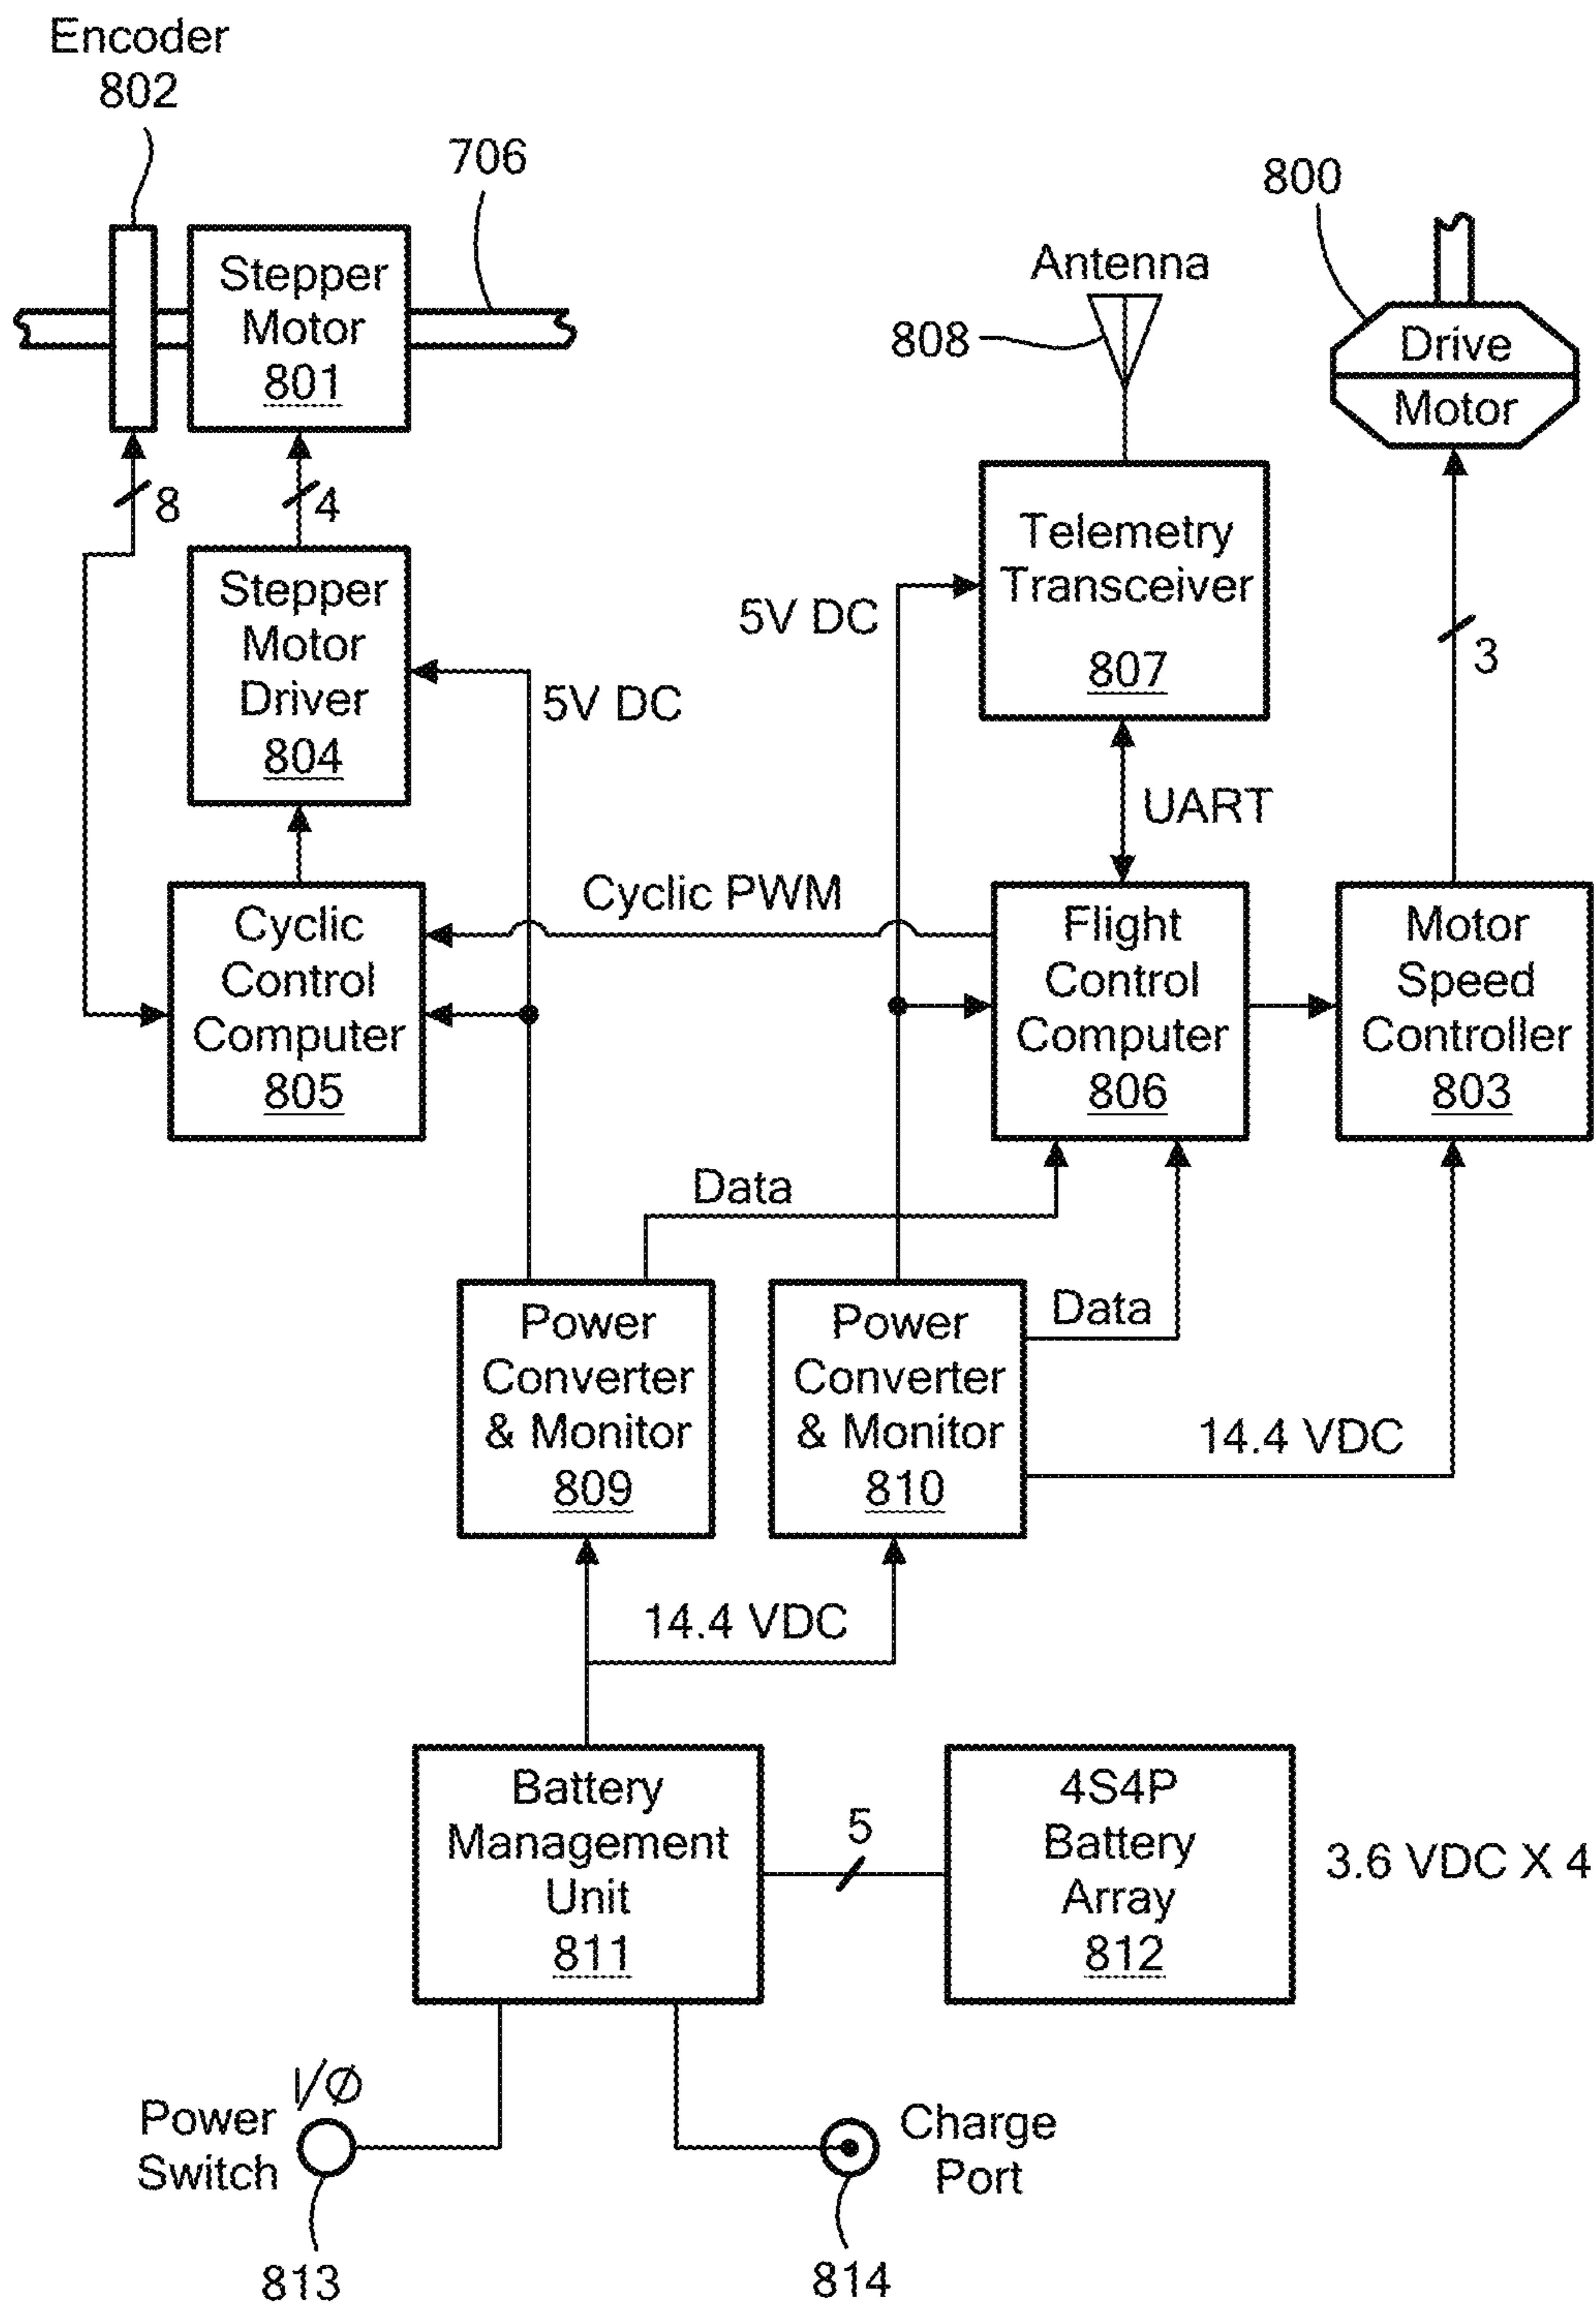 Encoder
802
706
800
Stepper
Motor
801
Antenna
808
Drive
Motor
8
4
Telemetry
Transceiver
807
5V DC
3
Stepper
Motor
Driver
804
5V DC
UART
Cyclic PWM
Cyclic
Control
Computer
805
Flight
Control
Computer
806
Motor
Speed
Controller
803
Data
Power
Converter
& Monitor
809
Power
Converter
& Monitor
810
Data
14.4 VDC
14.4 VDC
Battery
Management
Unit
811
5
4S4P
Battery
Array
812
3.6 VDC X 4
I/Ø
Power
Switch
813
Charge
Port
814